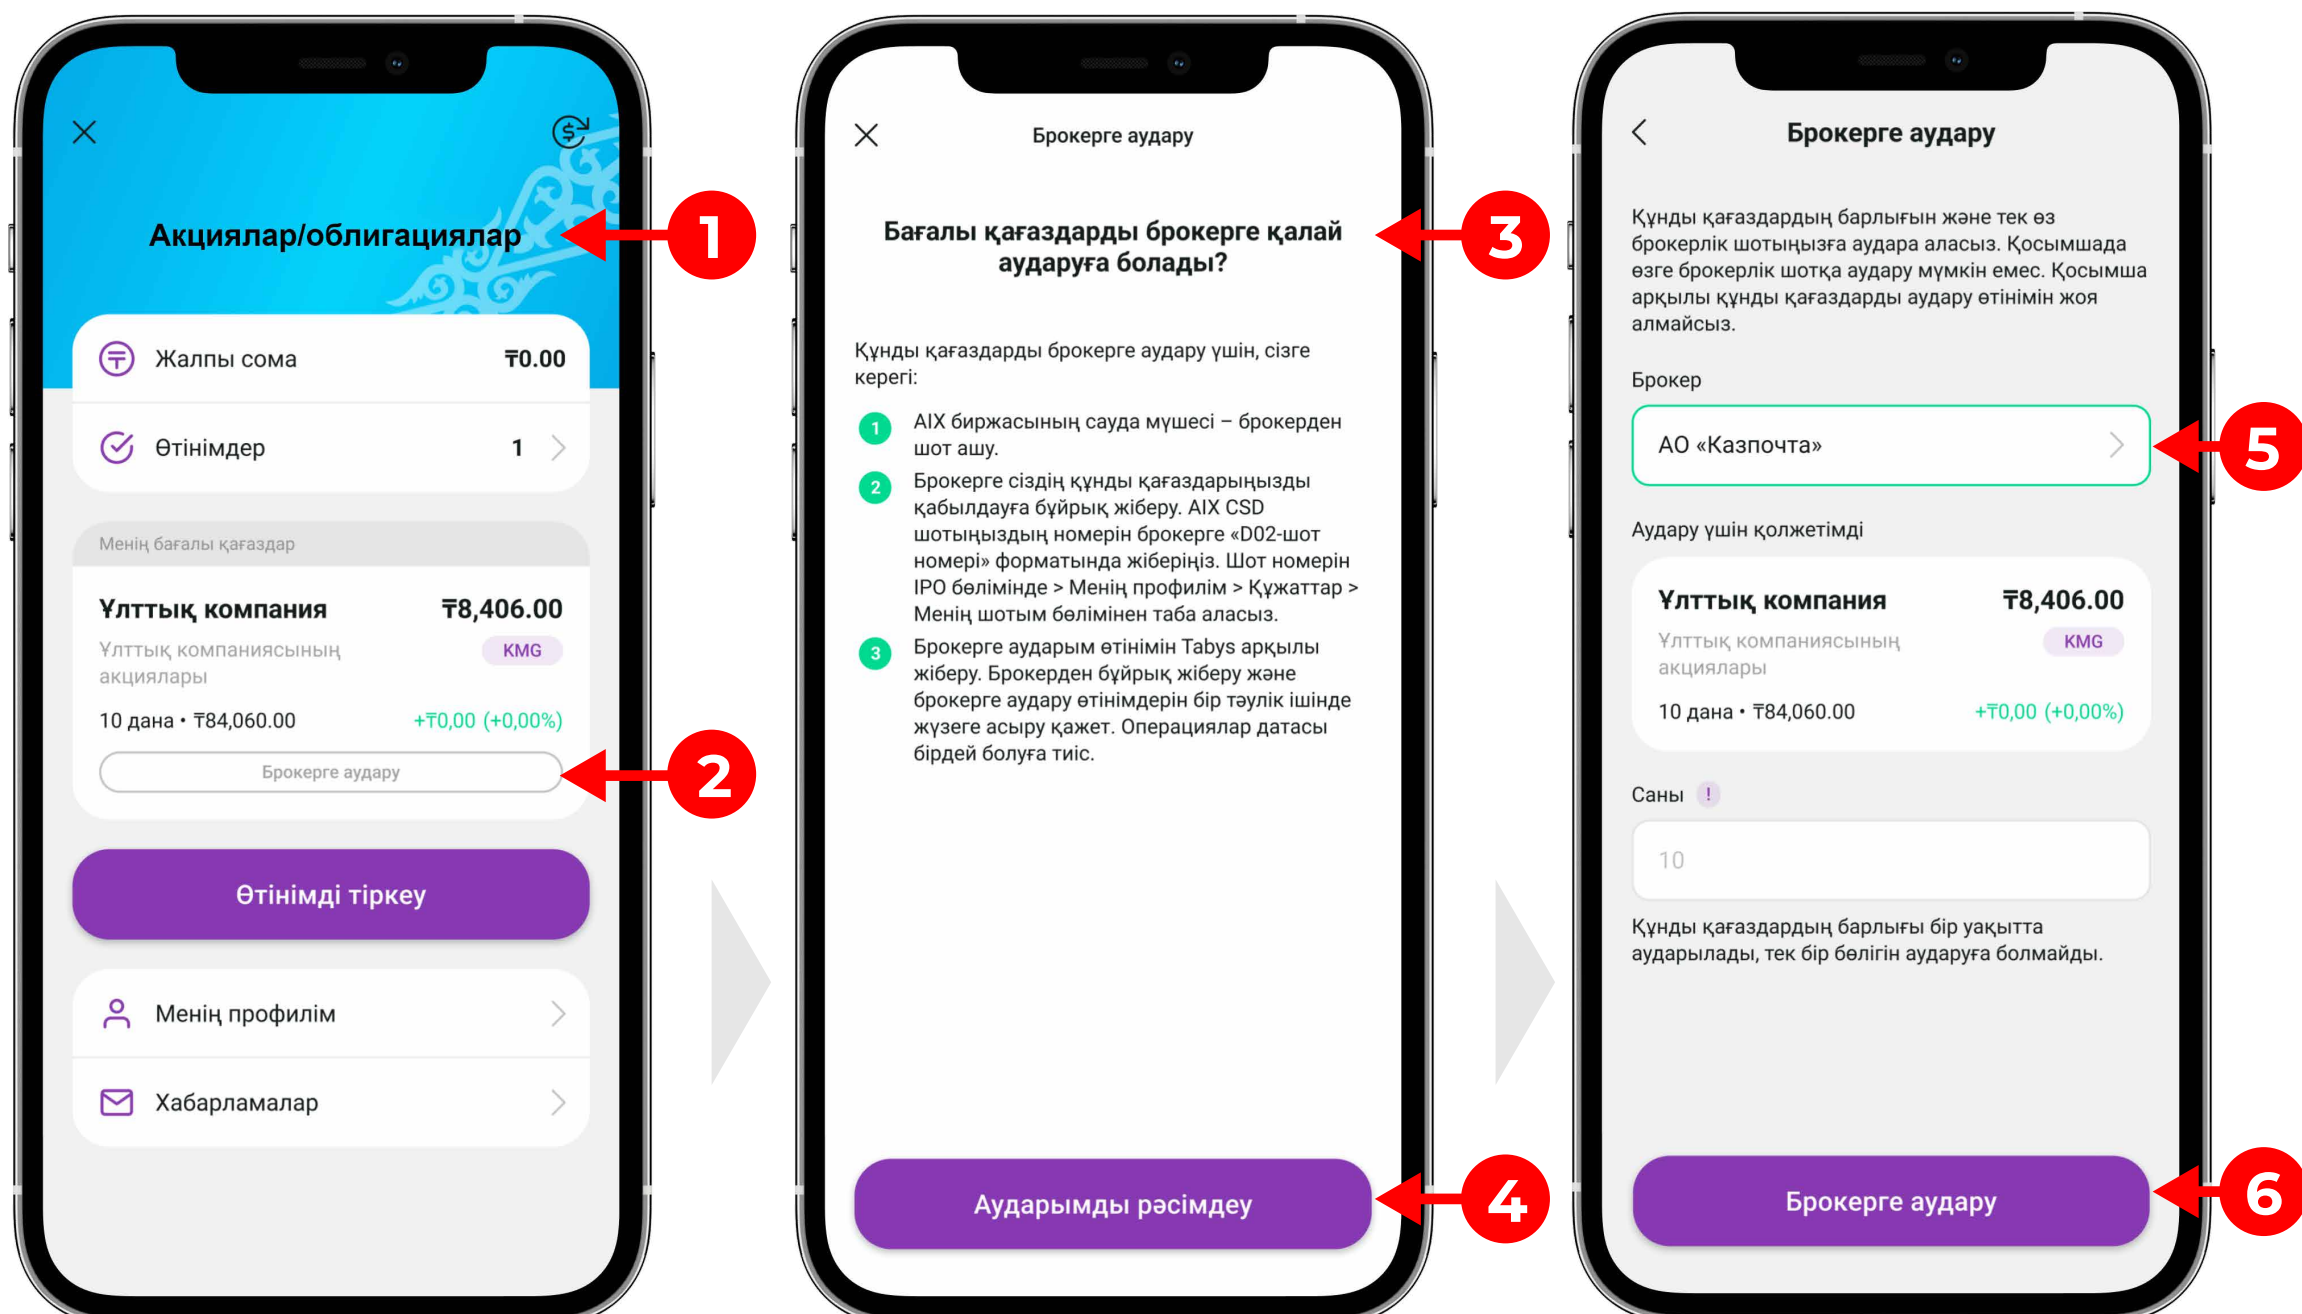 Акциялар/облигациялар
1
Жалпы сома ₸0.00
Өтінімдер 1
Менің бағалы қағаздар
Ұлттық компания ₸8,406.00
Ұлттық компаниясының KMG
акциялары
10 дана • ₸84,060.00 +₸0,00 (+0,00%)
Брокерге аудару
2
Өтінімді тіркеу
Менің профилім
Хабарламалар
Брокерге аудару
Бағалы қағаздарды брокерге қалай
аударуға болады?
3
Құнды қағаздарды брокерге аудару үшін, сізге
керегі:
1 AIX биржасының сауда мүшесі – брокерден
шот ашу.
2 Брокерге сіздің құнды қағаздарыңызды
қабылдауға бұйрық жіберу. AIX CSD
шотыңыздың номерін брокерге «D02-шот
номері» форматында жіберіңіз. Шот номерін
IPO бөлімінде > Менің профилім > Құжаттар >
Менің шотым бөлімінен таба аласыз.
3 Брокерге аударым өтінімін Tabys арқылы
жіберу. Брокерден бұйрық жіберу және
брокерге аудару өтінімдерін бір тәулік ішінде
жүзеге асыру қажет. Операциялар датасы
бірдей болуға тиіс.
Аударымды рәсімдеу
4
Брокерге аудару
Құнды қағаздардың барлығын және тек өз
брокерлік шотыңызға аудара аласыз. Қосымшада
өзге брокерлік шотқа аудару мүмкін емес. Қосымша
арқылы құнды қағаздарды аудару өтінімін жоя
алмайсыз.
Брокер
АО «Казпочта»
5
Аудару үшін қолжетімді
Ұлттық компания ₸8,406.00
Ұлттық компаниясының KMG
акциялары
10 дана • ₸84,060.00 +₸0,00 (+0,00%)
Саны !
10
Құнды қағаздардың барлығы бір уақытта
аударылады, тек бір бөлігін аударуға болмайды.
Брокерге аудару
6